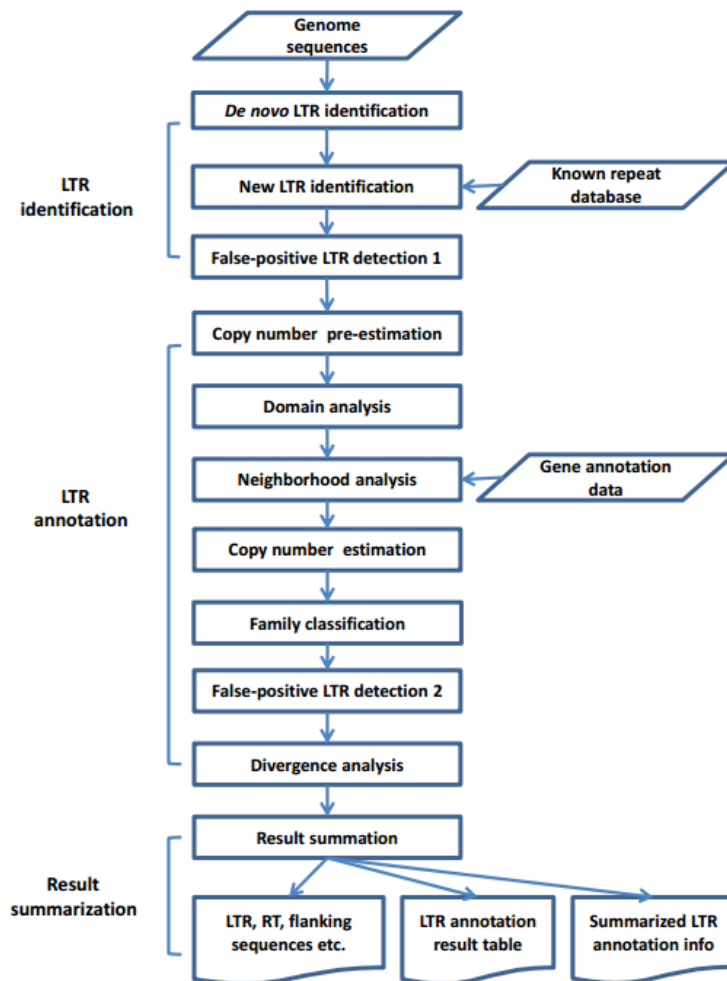 Genome
sequences
De novo LTR identification
LTR
identification
New LTR identification
Known repeat
database
False-positive LTR detection 1
Copy number pre-estimation
Domain analysis
LTR
annotation
Neighborhood analysis
Gene annotation
data
Copy number estimation
Family classification
False-positive LTR detection 2
Divergence analysis
Result summation
Result
summarization
LTR, RT, flanking
sequences etc.
LTR annotation
result table
Summarized LTR
annotation info